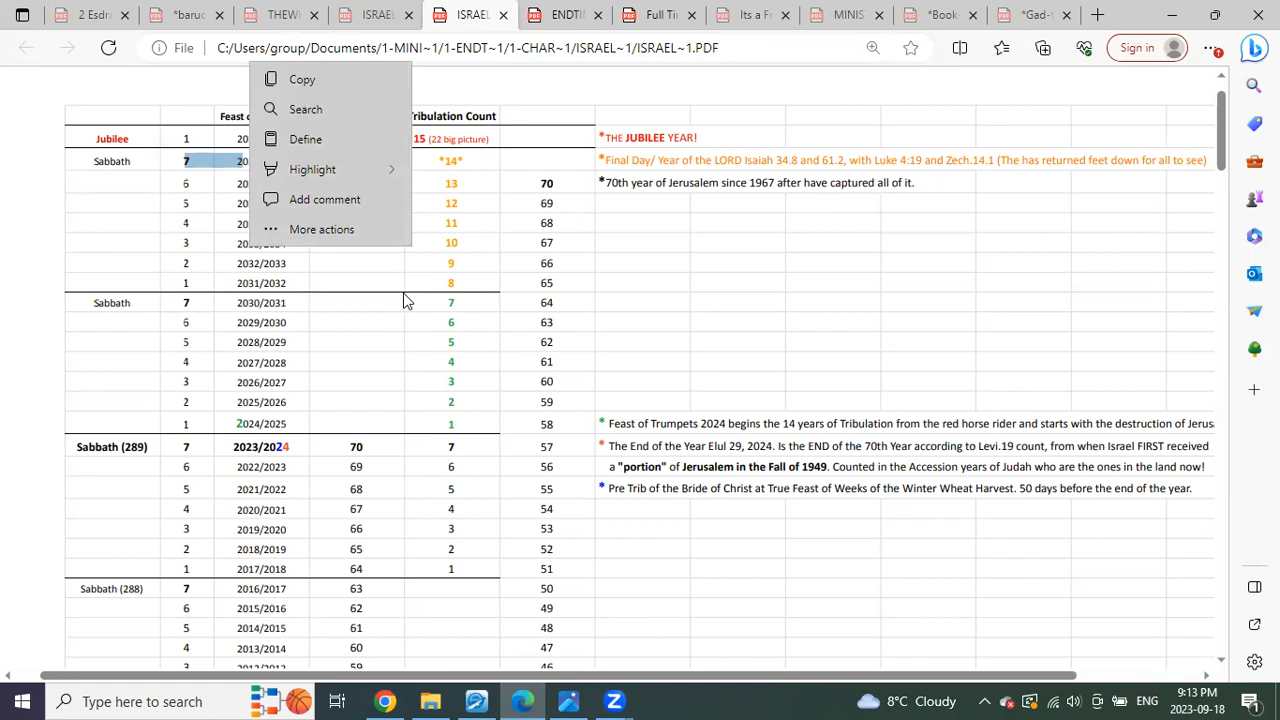 2 Esdra
*baruc
THEWI
ISRAEL
ISRAEL
ENDTI
Full Ti
Its a F
MINIS
*Book
*Gad-t
File C:/Users/group/Documents/1-MINI~1/1-ENDT~1/1-CHAR~1/ISRAEL~1/ISRAEL~1.PDF
Sign in
Copy
Search
Define
Highlight
Add comment
More actions
Feast Tribulation Count
Jubilee 1 20 15 (22 big picture) *THE JUBILEE YEAR!
Sabbath 7 20 *14* *Final Day/ Year of the LORD Isaiah 34.8 and 61.2, with Luke 4:19 and Zech.14.1 (The has returned feet down for all to see)
6 20 13 70 *70th year of Jerusalem since 1967 after have captured all of it.
5 20 12 69
4 20 11 68
3 10 67
2 2032/2033 9 66
1 2031/2032 8 65
Sabbath 7 2030/2031 7 64
6 2029/2030 6 63
5 2028/2029 5 62
4 2027/2028 4 61
3 2026/2027 3 60
2 2025/2026 2 59
1 2024/2025 1 58 * Feast of Trumpets 2024 begins the 14 years of Tribulation from the red horse rider and starts with the destruction of Jerusa
Sabbath (289) 7 2023/2024 70 7 57 * The End of the Year Elul 29, 2024. Is the END of the 70th Year according to Levi.19 count, from when Israel FIRST received
6 2022/2023 69 6 56 a "portion" of Jerusalem in the Fall of 1949. Counted in the Accession years of Judah who are the ones in the land now!
5 2021/2022 68 5 55 * Pre Trib of the Bride of Christ at True Feast of Weeks of the Winter Wheat Harvest. 50 days before the end of the year.
4 2020/2021 67 4 54
3 2019/2020 66 3 53
2 2018/2019 65 2 52
1 2017/2018 64 1 51
Sabbath (288) 7 2016/2017 63 50
6 2015/2016 62 49
5 2014/2015 61 48
4 2013/2014 60 47
3 2012/2013 59 46
Type here to search
8°C Cloudy
ENG
9:13 PM
2023-09-18